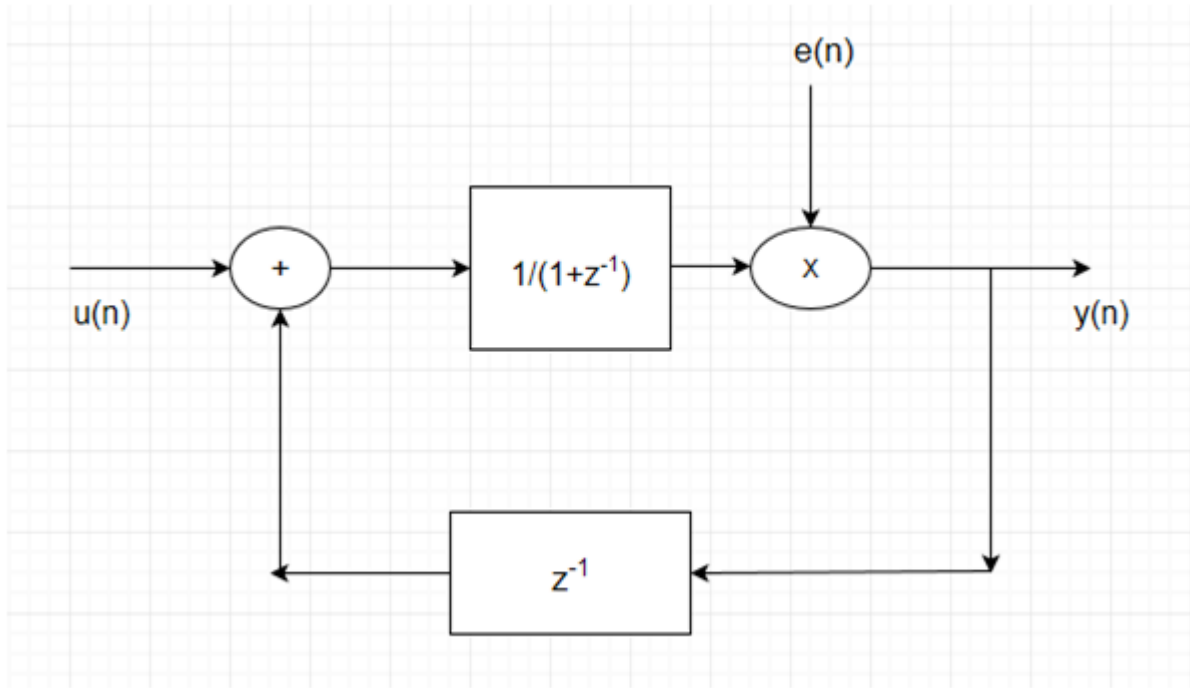 e(n)
+
1/(1+z⁻¹)
X
u(n)
y(n)
z⁻¹